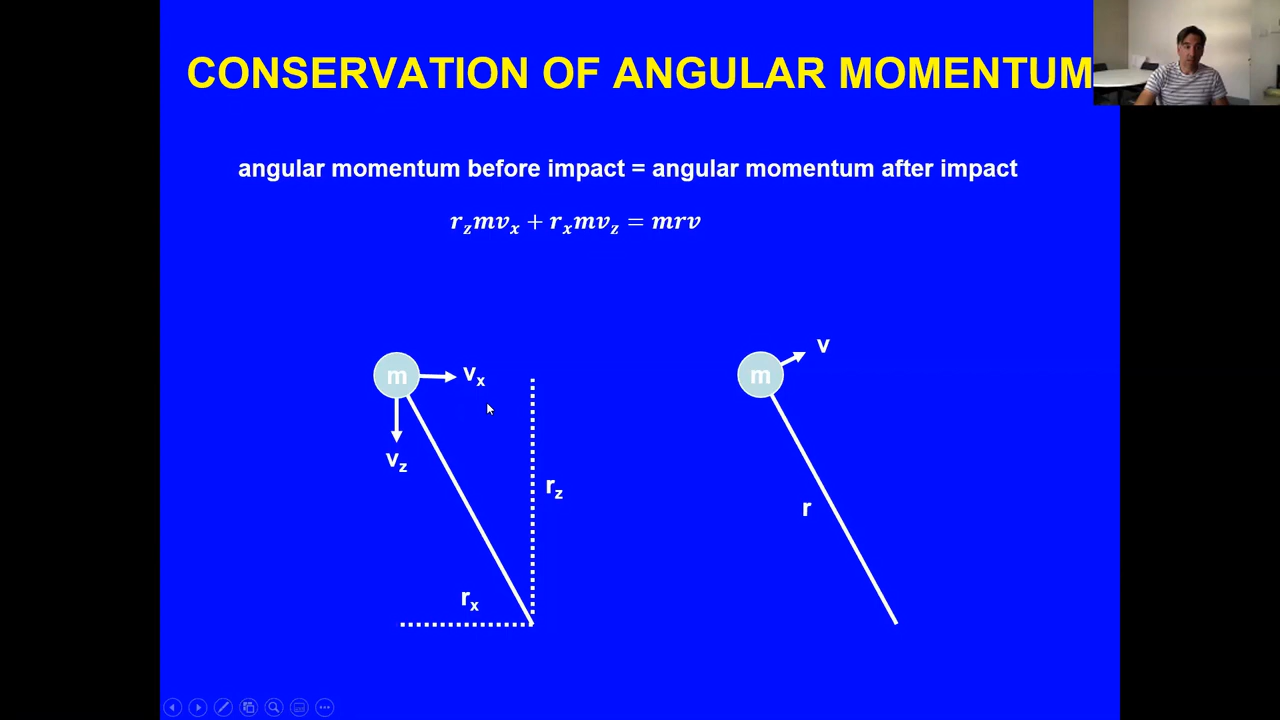 CONSERVATION OF ANGULAR MOMENTUM
angular momentum before impact = angular momentum after impact
r_z m v_x + r_x m v_z = m r v
m
v_x
v_z
r_z
r_x
m
v
r